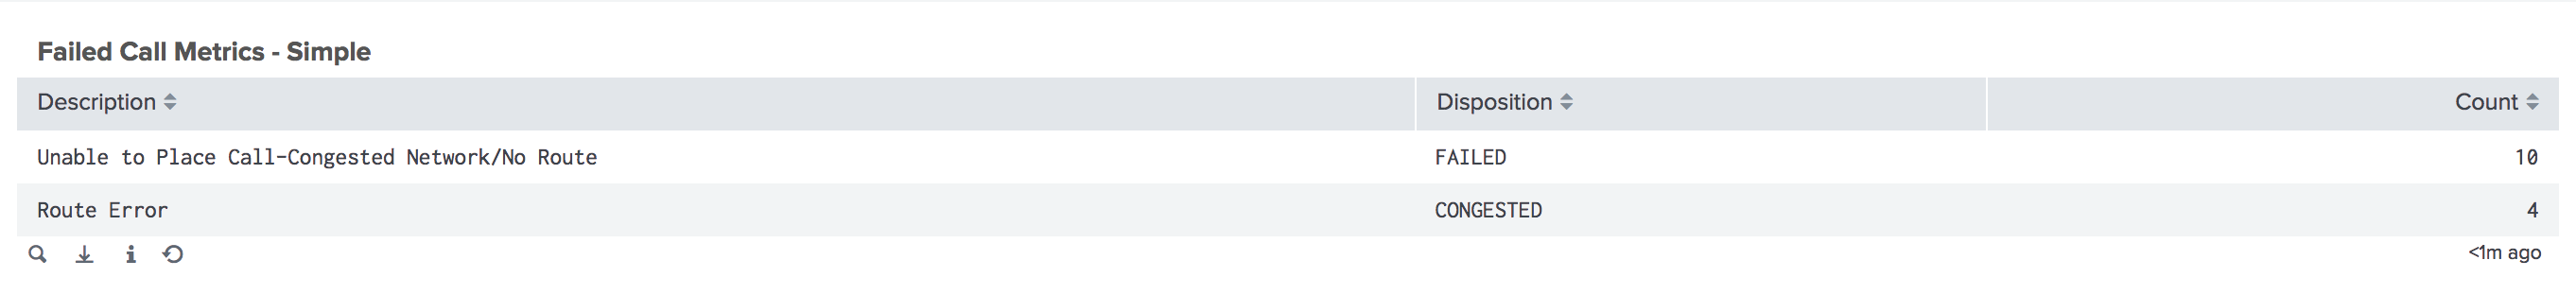 Failed Call Metrics - Simple
Description Disposition Count
Unable to Place Call-Congested Network/No Route FAILED 10
Route Error CONGESTED 4
<1m ago